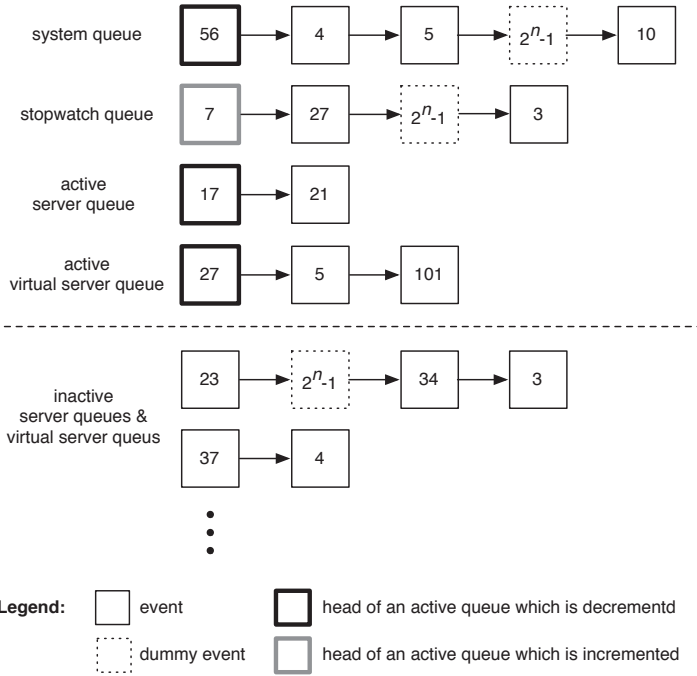 system queue 56 4 5 2ⁿ-1 10
stopwatch queue 7 27 2ⁿ-1 3
active
server queue 17 21
active
virtual server queue 27 5 101
23 2ⁿ-1 34 3
inactive
server queues &
virtual server queus
37 4
Legend: event head of an active queue which is decrementd
dummy event head of an active queue which is incremented